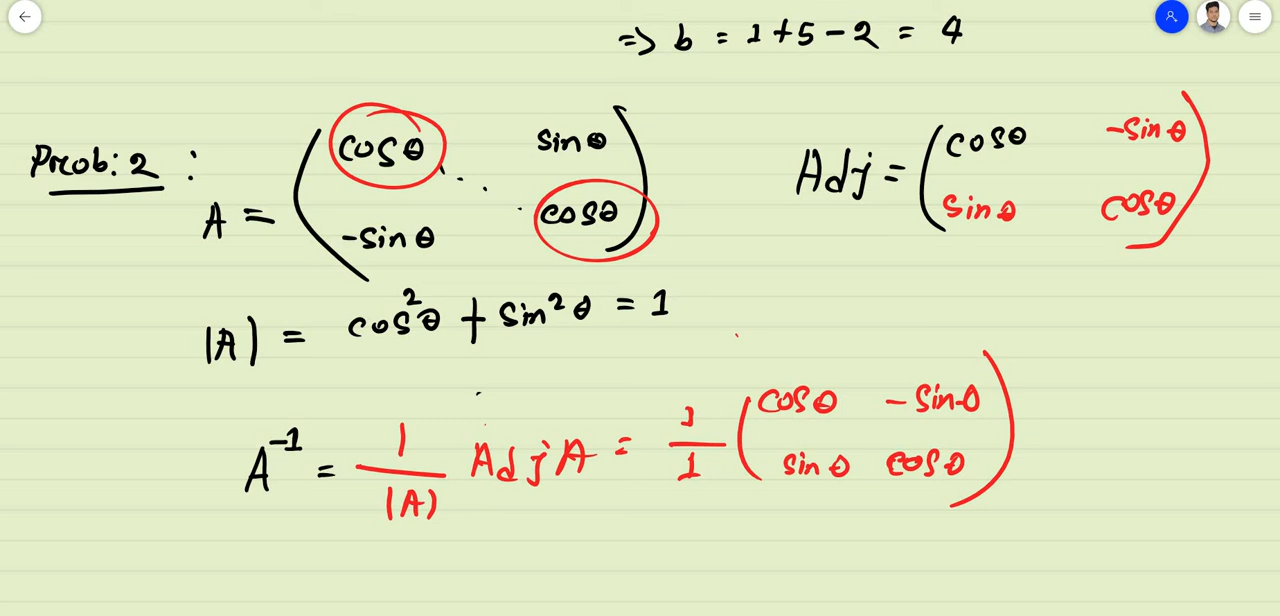 => b = 1+5-2 = 4
Prob: 2 :
A = ( cosθ sinθ
-sinθ cosθ )
Adj = ( cosθ -sinθ
sinθ cosθ )
|A| = cos²θ + sin²θ = 1
A⁻¹ = 1/|A| Adj A = 1/1 ( cosθ -sinθ
sinθ cosθ )